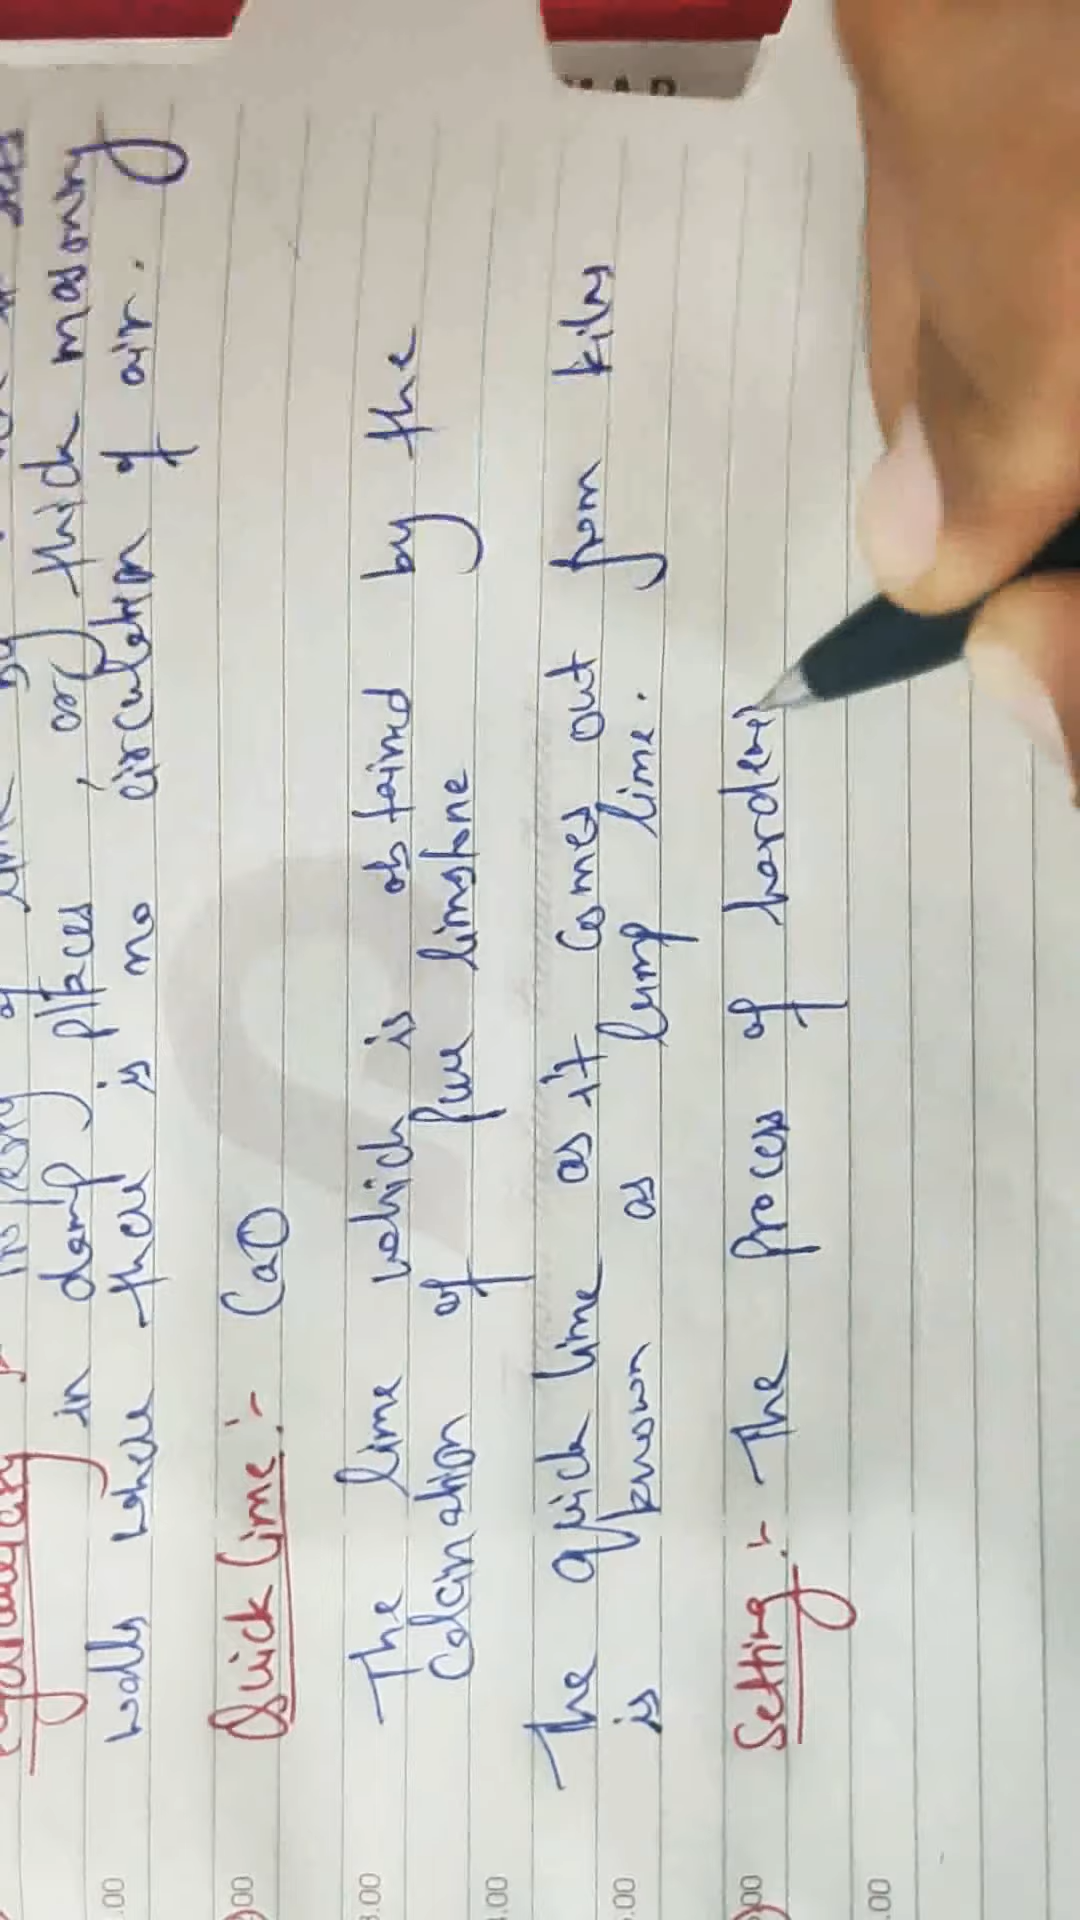 in damp places, or, thick masonry
walls where there is no circulation of air.
Quick lime :- CaO
The lime which is obtained by the
Calcination of pure limstone
The quick lime as it comes out from kilns
is known as lump lime.
Setting :- The process of hardeni